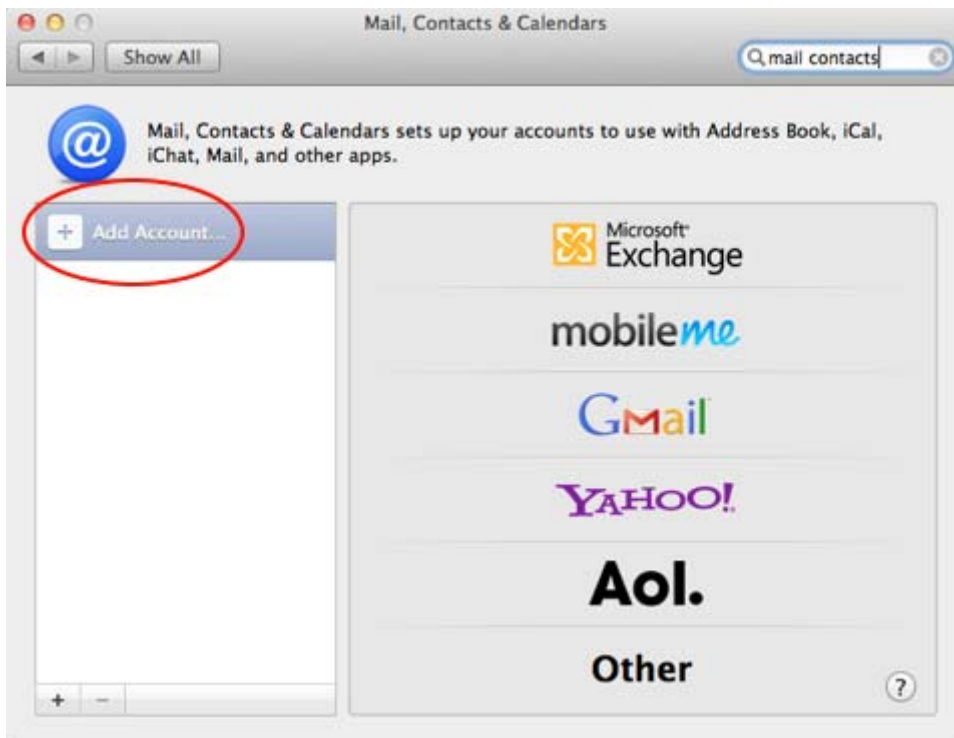 Mail, Contacts & Calendars
Show All
mail contacts
Mail, Contacts & Calendars sets up your accounts to use with Address Book, iCal,
iChat, Mail, and other apps.
Add Account...
Microsoft
Exchange
mobileme
Gmail
YAHOO!
Aol.
Other
?